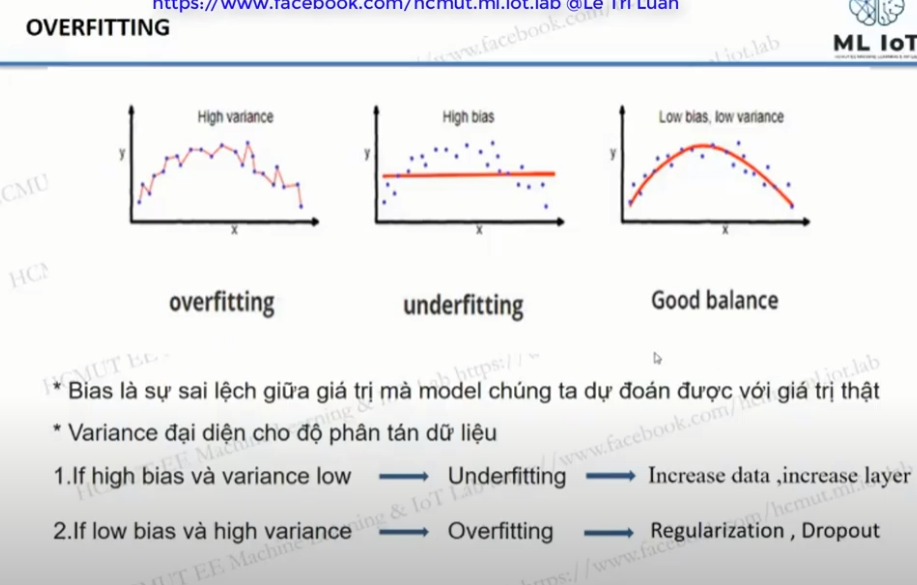 https://www.facebook.com/hcmut.ml.iot.lab @Le Tri Luan
OVERFITTING
ML IoT
High variance
High bias
Low bias, low variance
y
y
y
x
x
x
overfitting
underfitting
Good balance
* Bias là sự sai lệch giữa giá trị mà model chúng ta dự đoán được với giá trị thật
* Variance đại diện cho độ phân tán dữ liệu
1.If high bias và variance low
Underfitting
Increase data ,increase layer
2.If low bias và high variance
Overfitting
Regularization , Dropout